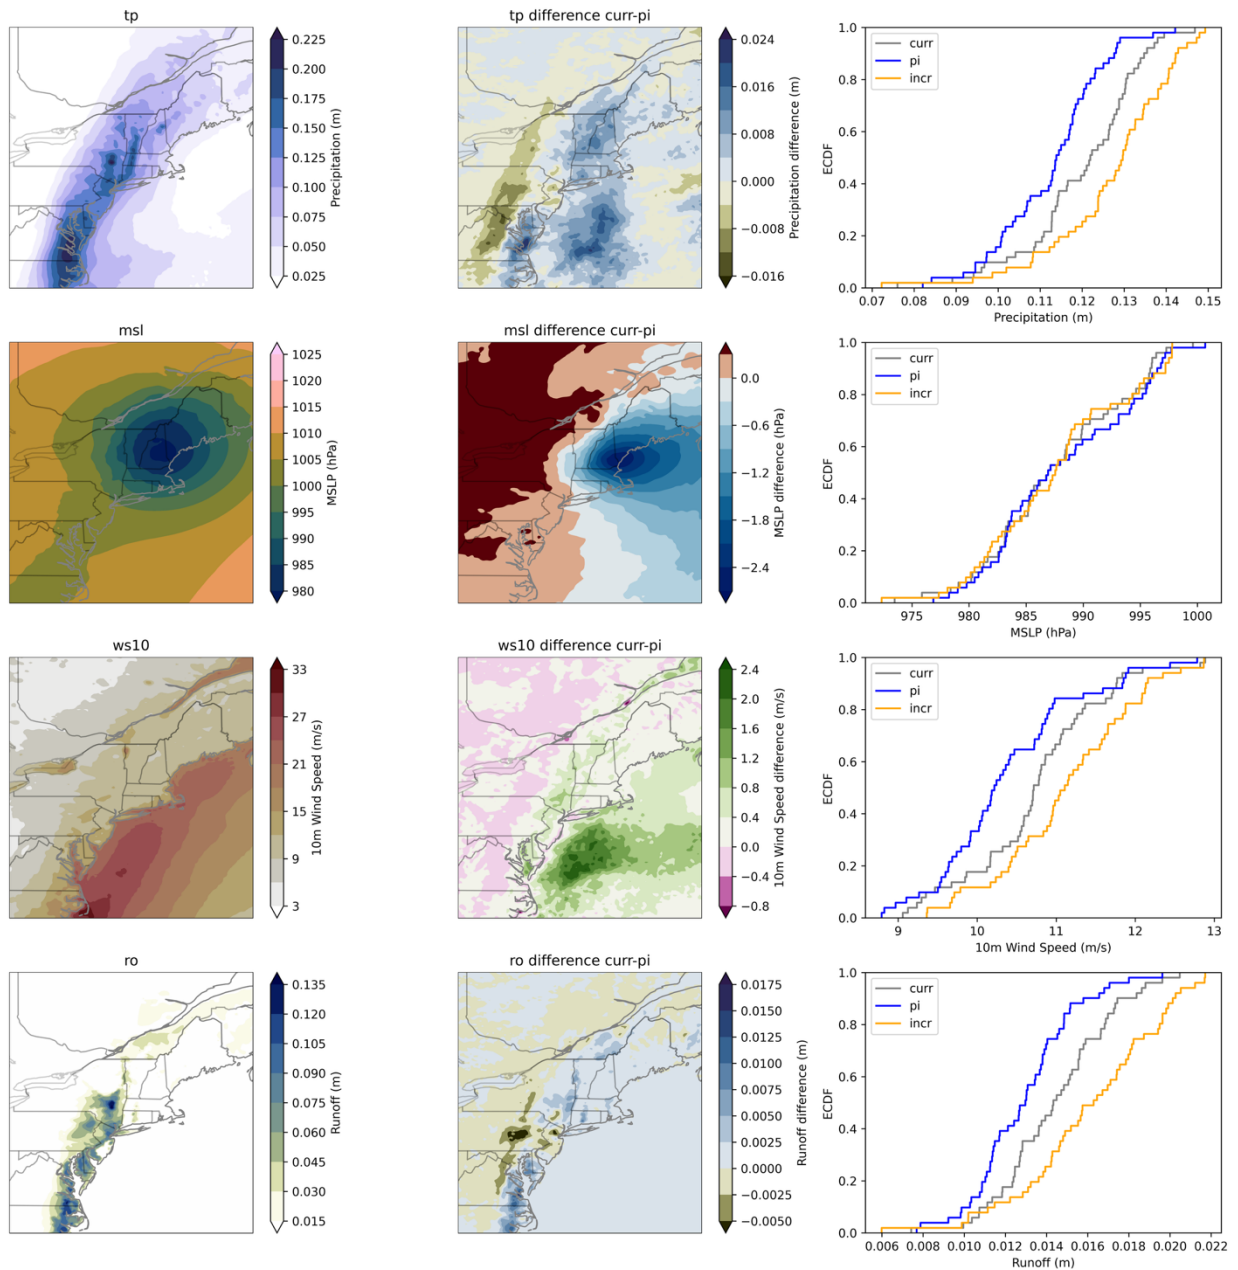 tp
0.225
0.200
0.175
0.150
0.125
0.100
0.075
0.050
0.025
Precipitation (m)
tp difference curr-pi
0.024
0.016
0.008
0.000
−0.008
−0.016
Precipitation difference (m)
curr
pi
incr
1.0
0.8
0.6
0.4
0.2
0.0
ECDF
0.07 0.08 0.09 0.10 0.11 0.12 0.13 0.14 0.15
Precipitation (m)
msl
1025
1020
1015
1010
1005
1000
995
990
985
980
MSLP (hPa)
msl difference curr-pi
0.0
−0.6
−1.2
−1.8
−2.4
MSLP difference (hPa)
curr
pi
incr
1.0
0.8
0.6
0.4
0.2
0.0
ECDF
975 980 985 990 995 1000
MSLP (hPa)
ws10
33
27
21
15
9
3
10m Wind Speed (m/s)
ws10 difference curr-pi
2.4
2.0
1.6
1.2
0.8
0.4
0.0
−0.4
−0.8
10m Wind Speed difference (m/s)
curr
pi
incr
1.0
0.8
0.6
0.4
0.2
0.0
ECDF
9 10 11 12 13
10m Wind Speed (m/s)
ro
0.135
0.120
0.105
0.090
0.075
0.060
0.045
0.030
0.015
Runoff (m)
ro difference curr-pi
0.0175
0.0150
0.0125
0.0100
0.0075
0.0050
0.0025
0.0000
−0.0025
−0.0050
Runoff difference (m)
curr
pi
incr
1.0
0.8
0.6
0.4
0.2
0.0
ECDF
0.006 0.008 0.010 0.012 0.014 0.016 0.018 0.020 0.022
Runoff (m)